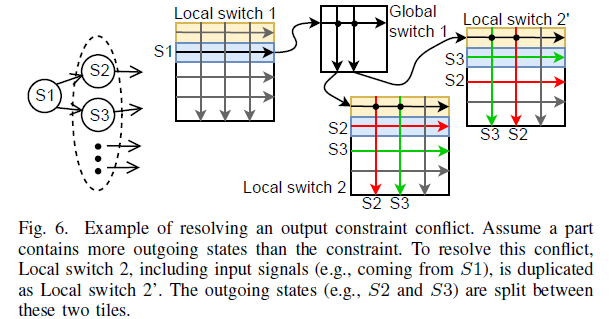 Local switch 1
Global
switch 1
Local switch 2'
S1
S2
S1
S3
S3
S2
S2
S3
S3 S2
Local switch 2
S2 S3
Fig. 6. Example of resolving an output constraint conflict. Assume a part
contains more outgoing states than the constraint. To resolve this conflict,
Local switch 2, including input signals (e.g., coming from S1), is duplicated
as Local switch 2’. The outgoing states (e.g., S2 and S3) are split between
these two tiles.